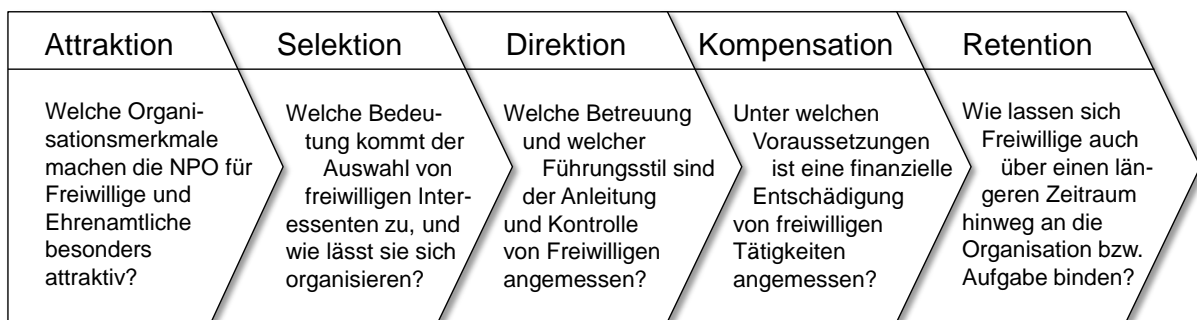 Attraktion
Welche Organi-
sationsmerkmale
machen die NPO für
Freiwillige und
Ehrenamtliche
besonders
attraktiv?
Selektion
Welche Bedeu-
tung kommt der
Auswahl von
freiwilligen Inter-
essenten zu, und
wie lässt sie sich
organisieren?
Direktion
Welche Betreuung
und welcher
Führungsstil sind
der Anleitung
und Kontrolle
von Freiwilligen
angemessen?
Kompensation
Unter welchen
Voraussetzungen
ist eine finanzielle
Entschädigung
von freiwilligen
Tätigkeiten
angemessen?
Retention
Wie lassen sich
Freiwillige auch
über einen län-
geren Zeitraum
hinweg an die
Organisation bzw.
Aufgabe binden?